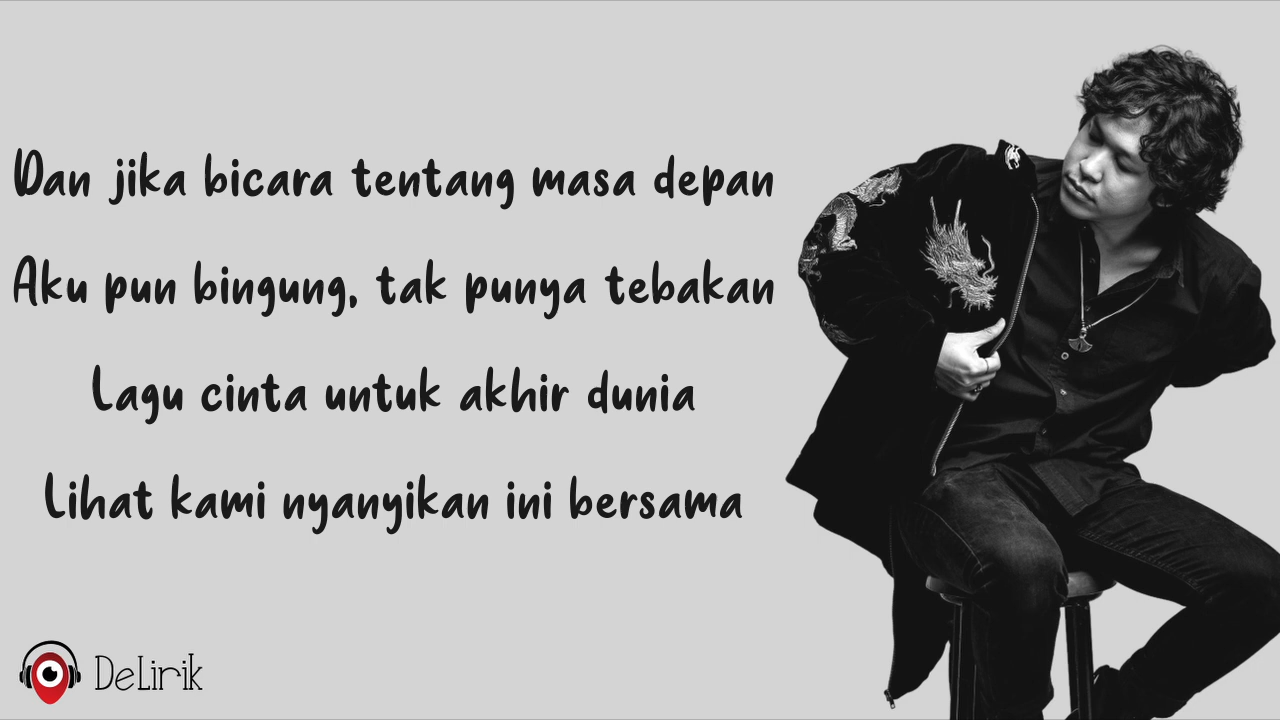 Dan jika bicara tentang masa depan
Aku pun bingung, tak punya tebakan
Lagu cinta untuk akhir dunia
Lihat kami nyanyikan ini bersama
DeLirik